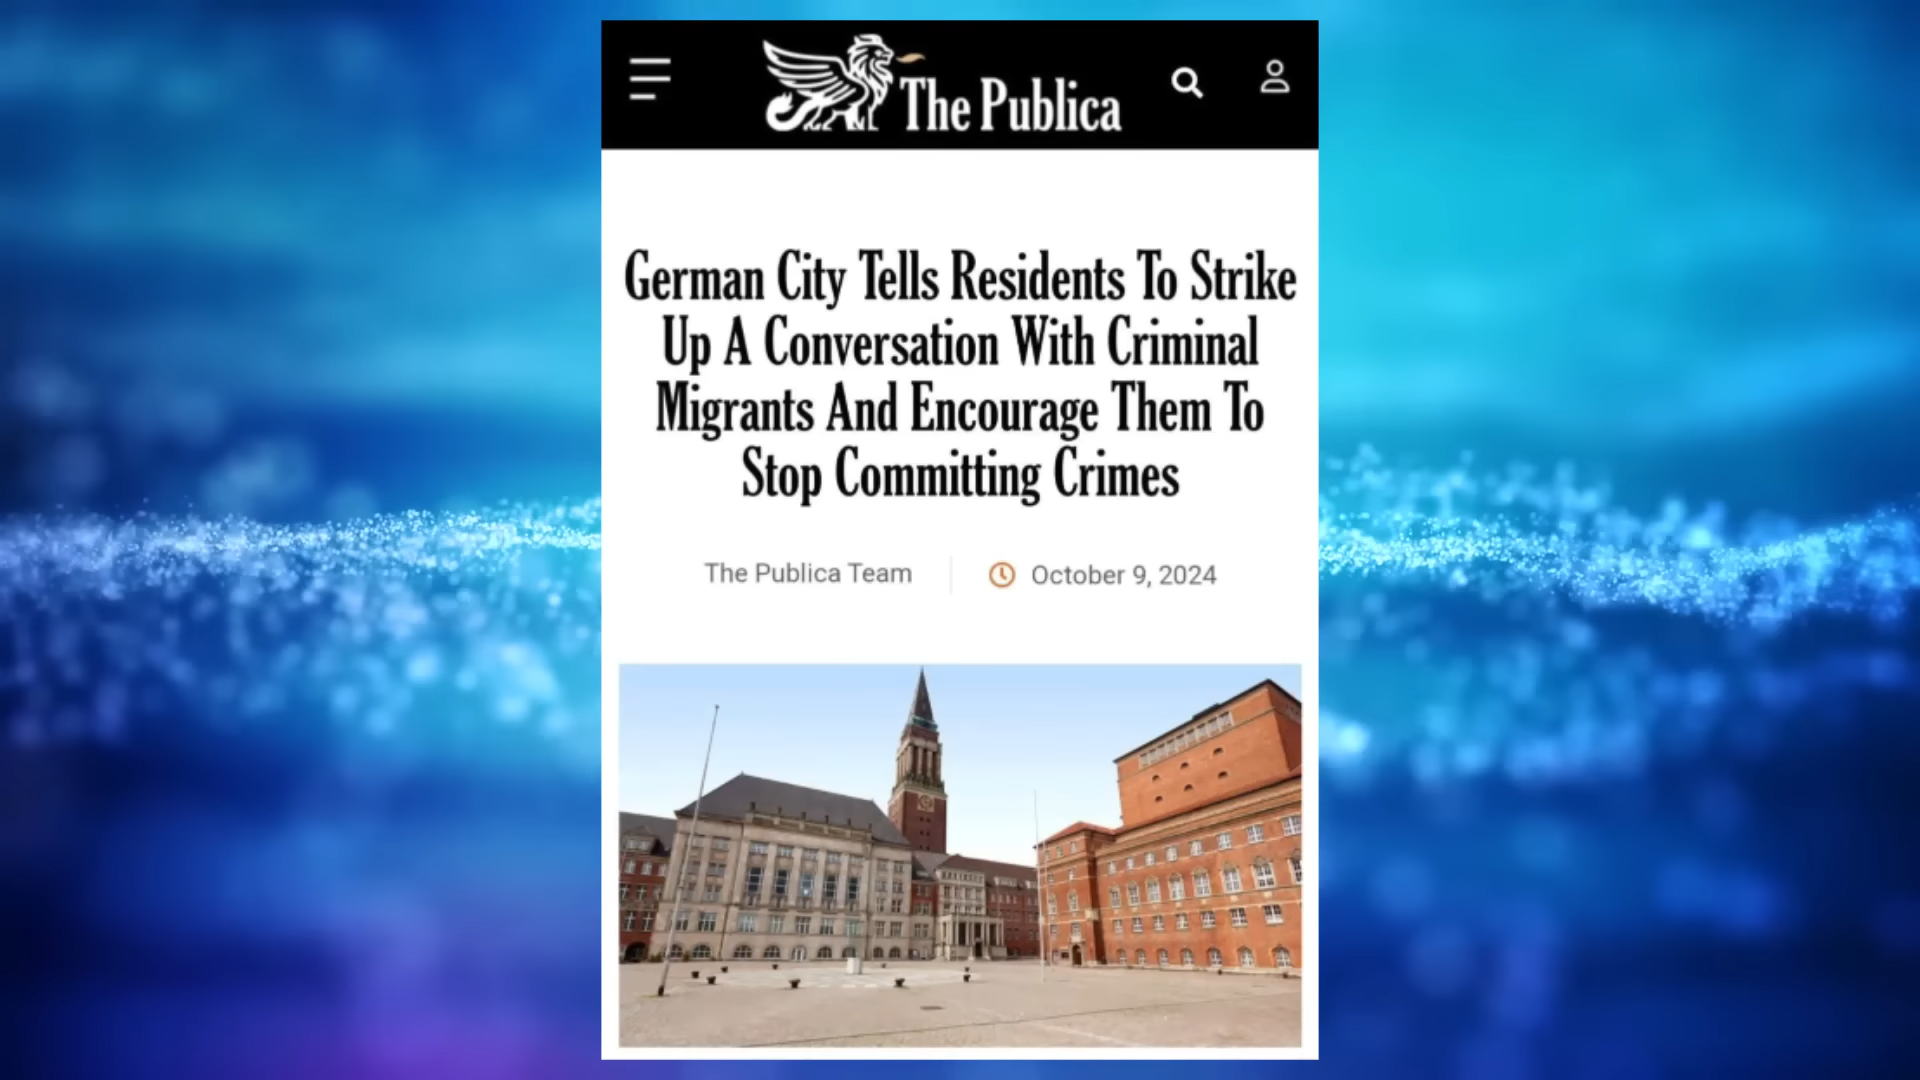 The Publica
German City Tells Residents To Strike
Up A Conversation With Criminal
Migrants And Encourage Them To
Stop Committing Crimes
The Publica Team
October 9, 2024